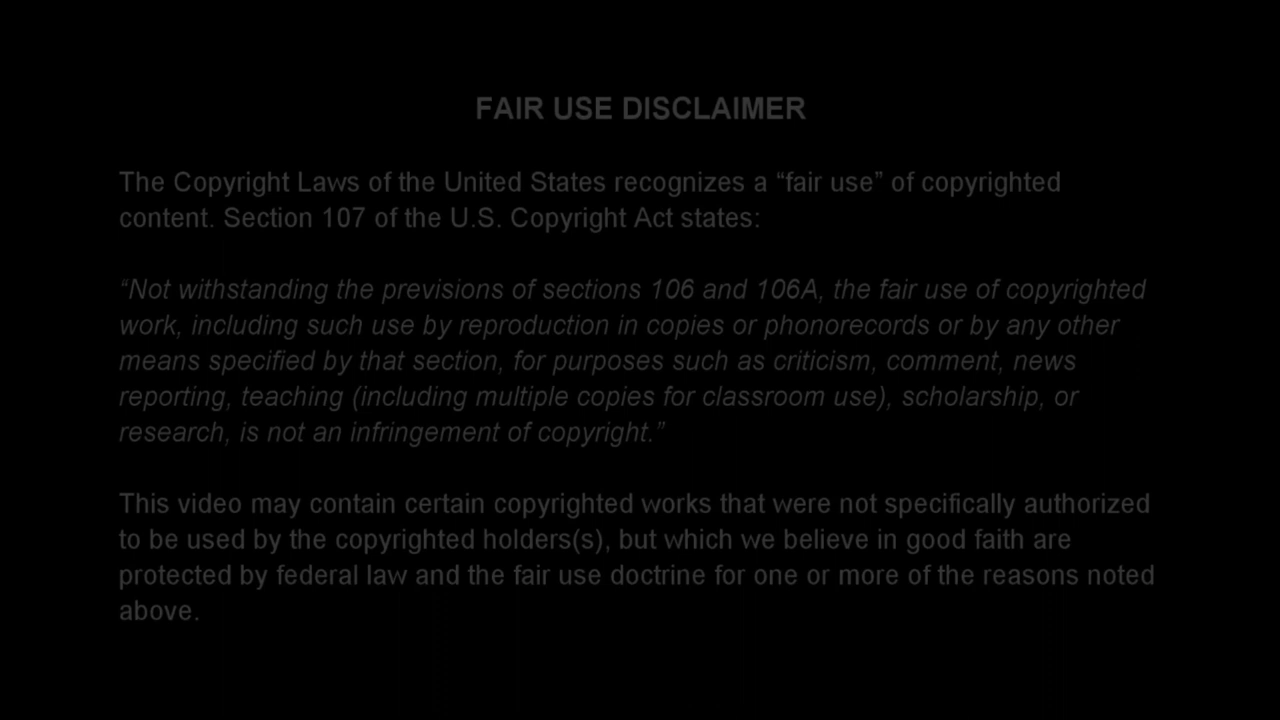 FAIR USE DISCLAIMER
The Copyright Laws of the United States recognizes a “fair use” of copyrighted
content. Section 107 of the U.S. Copyright Act states:
“Not withstanding the previsions of sections 106 and 106A, the fair use of copyrighted
work, including such use by reproduction in copies or phonorecords or by any other
means specified by that section, for purposes such as criticism, comment, news
reporting, teaching (including multiple copies for classroom use), scholarship, or
research, is not an infringement of copyright.”
This video may contain certain copyrighted works that were not specifically authorized
to be used by the copyrighted holders(s), but which we believe in good faith are
protected by federal law and the fair use doctrine for one or more of the reasons noted
above.